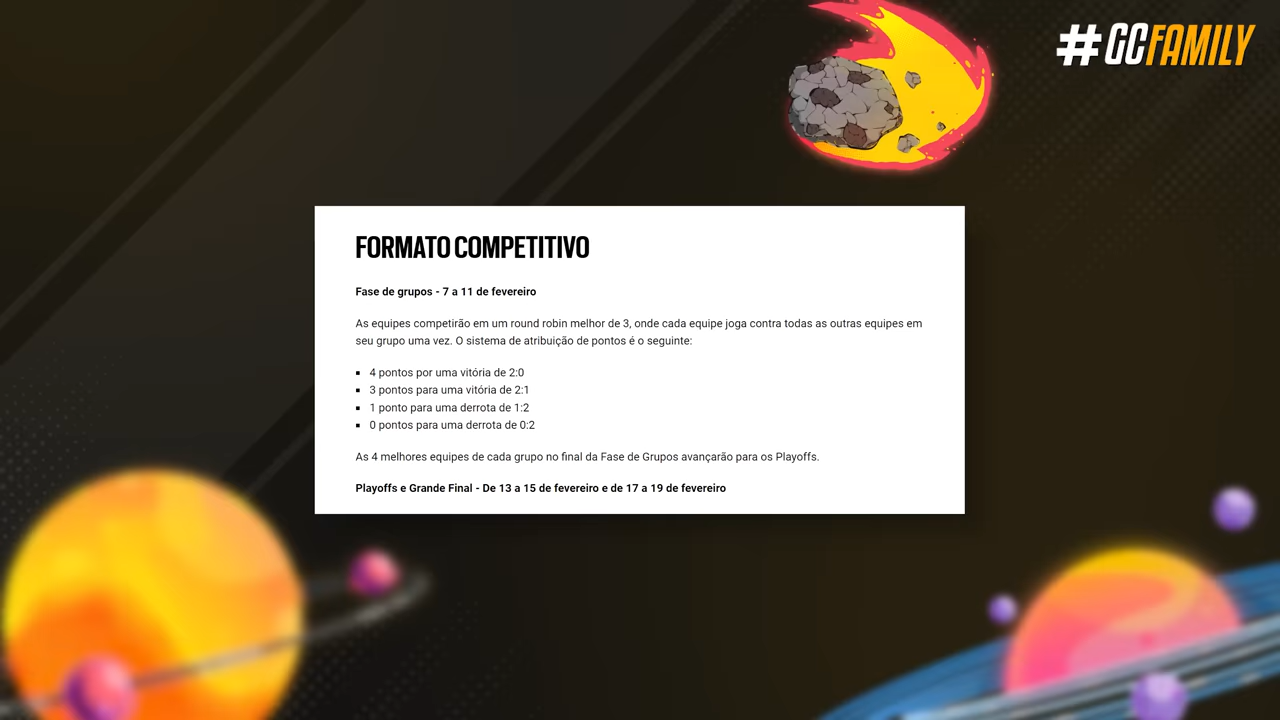 #GCFAMILY
FORMATO COMPETITIVO
Fase de grupos - 7 a 11 de fevereiro
As equipes competirão em um round robin melhor de 3, onde cada equipe joga contra todas as outras equipes em
seu grupo uma vez. O sistema de atribuição de pontos é o seguinte:
4 pontos por uma vitória de 2:0
3 pontos para uma vitória de 2:1
1 ponto para uma derrota de 1:2
0 pontos para uma derrota de 0:2
As 4 melhores equipes de cada grupo no final da Fase de Grupos avançarão para os Playoffs.
Playoffs e Grande Final - De 13 a 15 de fevereiro e de 17 a 19 de fevereiro